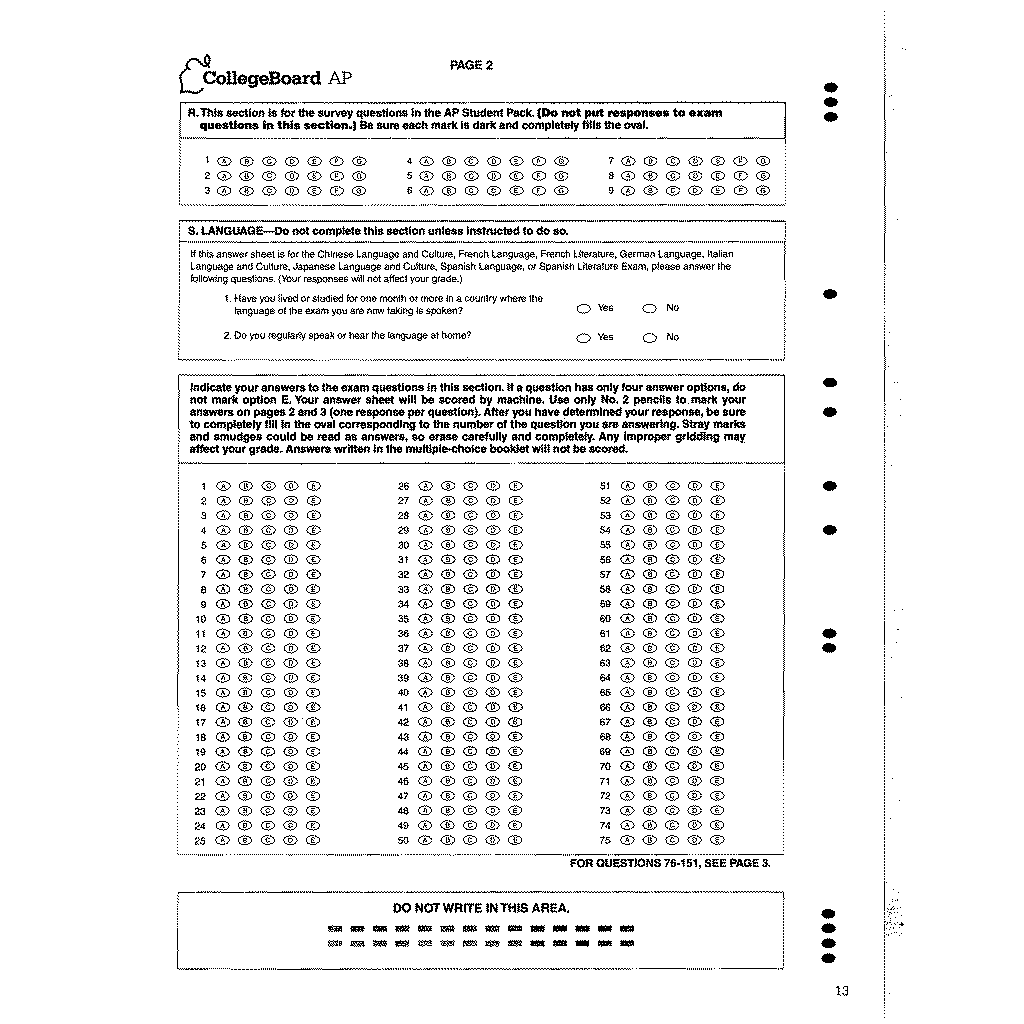 PAGE 2
CollegeBoard AP
R. This section is for the survey questions in the AP Student Pack. (Do not put responses to exam
questions in this section.) Be sure each mark is dark and completely fills the oval.
1 A B C D E F G 4 A B C D E F G 7 A B C D E F G
2 A B C D E F G 5 A B C D E F G 8 A B C D E F G
3 A B C D E F G 6 A B C D E F G 9 A B C D E F G
S. LANGUAGE—Do not complete this section unless instructed to do so.
If this answer sheet is for the Chinese Language and Culture, French Language, French Literature, German Language, Italian
Language and Culture, Japanese Language and Culture, Spanish Language, or Spanish Literature Exam, please answer the
following questions. (Your responses will not affect your grade.)
1. Have you lived or studied for one month or more in a country where the
language of the exam you are now taking is spoken? Yes No
2. Do you regularly speak or hear the language at home? Yes No
Indicate your answers to the exam questions in this section. If a question has only four answer options, do
not mark option E. Your answer sheet will be scored by machine. Use only No. 2 pencils to mark your
answers on pages 2 and 3 (one response per question). After you have determined your response, be sure
to completely fill in the oval corresponding to the number of the question you are answering. Stray marks
and smudges could be read as answers, so erase carefully and completely. Any improper gridding may
affect your grade. Answers written in the multiple-choice booklet will not be scored.
1 A B C D E 26 A B C D E 51 A B C D E
2 A B C D E 27 A B C D E 52 A B C D E
3 A B C D E 28 A B C D E 53 A B C D E
4 A B C D E 29 A B C D E 54 A B C D E
5 A B C D E 30 A B C D E 55 A B C D E
6 A B C D E 31 A B C D E 56 A B C D E
7 A B C D E 32 A B C D E 57 A B C D E
8 A B C D E 33 A B C D E 58 A B C D E
9 A B C D E 34 A B C D E 59 A B C D E
10 A B C D E 35 A B C D E 60 A B C D E
11 A B C D E 36 A B C D E 61 A B C D E
12 A B C D E 37 A B C D E 62 A B C D E
13 A B C D E 38 A B C D E 63 A B C D E
14 A B C D E 39 A B C D E 64 A B C D E
15 A B C D E 40 A B C D E 65 A B C D E
16 A B C D E 41 A B C D E 66 A B C D E
17 A B C D E 42 A B C D E 67 A B C D E
18 A B C D E 43 A B C D E 68 A B C D E
19 A B C D E 44 A B C D E 69 A B C D E
20 A B C D E 45 A B C D E 70 A B C D E
21 A B C D E 46 A B C D E 71 A B C D E
22 A B C D E 47 A B C D E 72 A B C D E
23 A B C D E 48 A B C D E 73 A B C D E
24 A B C D E 49 A B C D E 74 A B C D E
25 A B C D E 50 A B C D E 75 A B C D E
FOR QUESTIONS 76-151, SEE PAGE 3.
DO NOT WRITE IN THIS AREA.
13